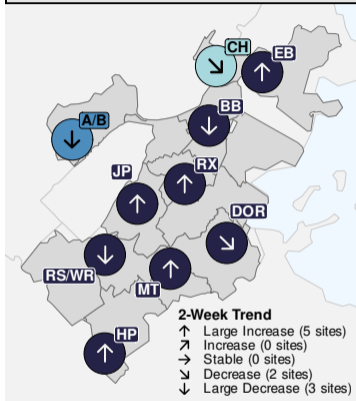 CH
EB
BB
A/B
RX
JP
DOR
RS/WR
MT
HP
2-Week Trend
↑ Large Increase (5 sites)
↗ Increase (0 sites)
→ Stable (0 sites)
↘ Decrease (2 sites)
↓ Large Decrease (3 sites)